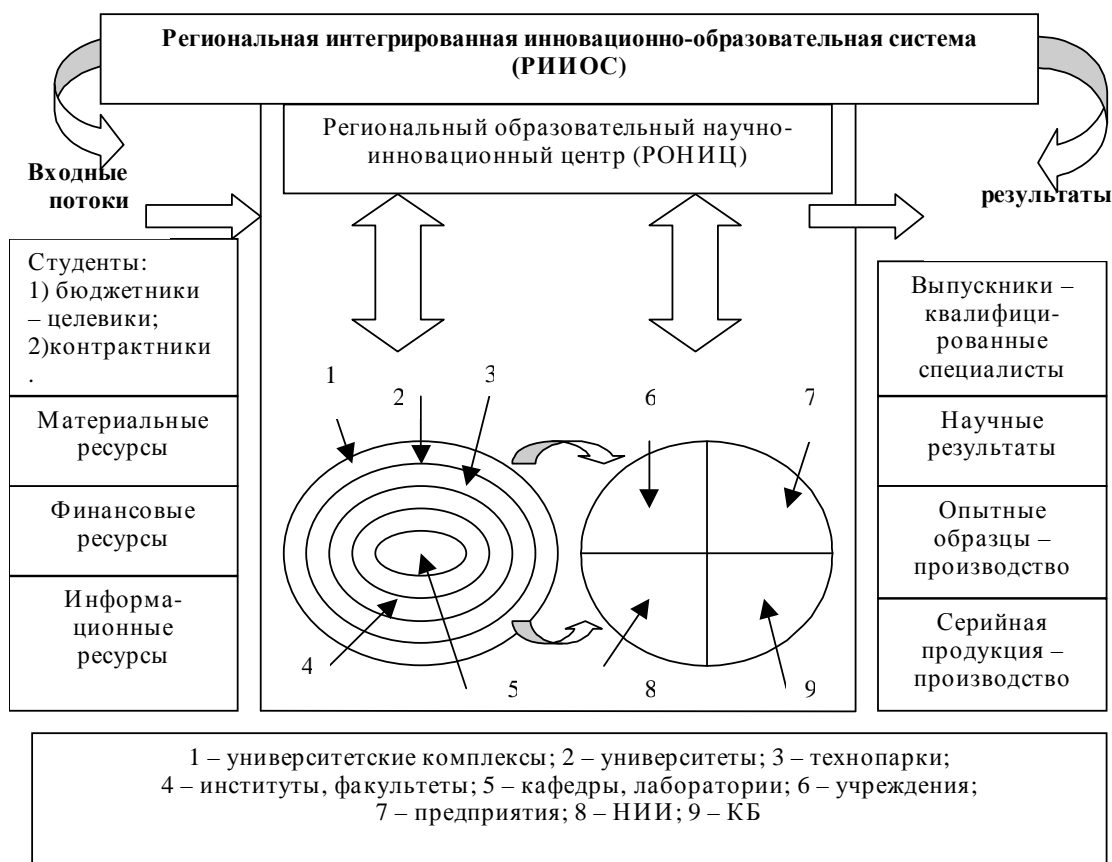 Региональная интегрированная инновационно-образовательная система
(РИИОС)
Региональный образовательный научно-
инновационный центр (РОНИЦ)
Входные
потоки
результаты
Студенты:
1) бюджетники
– целевики;
2)контрактники
.
Материальные
ресурсы
Финансовые
ресурсы
Информа-
ционные
ресурсы
1
2
3
6
7
4
5
8
9
Выпускники –
квалифици-
рованные
специалисты
Научные
результаты
Опытные
образцы –
производство
Серийная
продукция –
производство
1 – университетские комплексы; 2 – университеты; 3 – технопарки;
4 – институты, факультеты; 5 – кафедры, лаборатории; 6 – учреждения;
7 – предприятия; 8 – НИИ; 9 – КБ